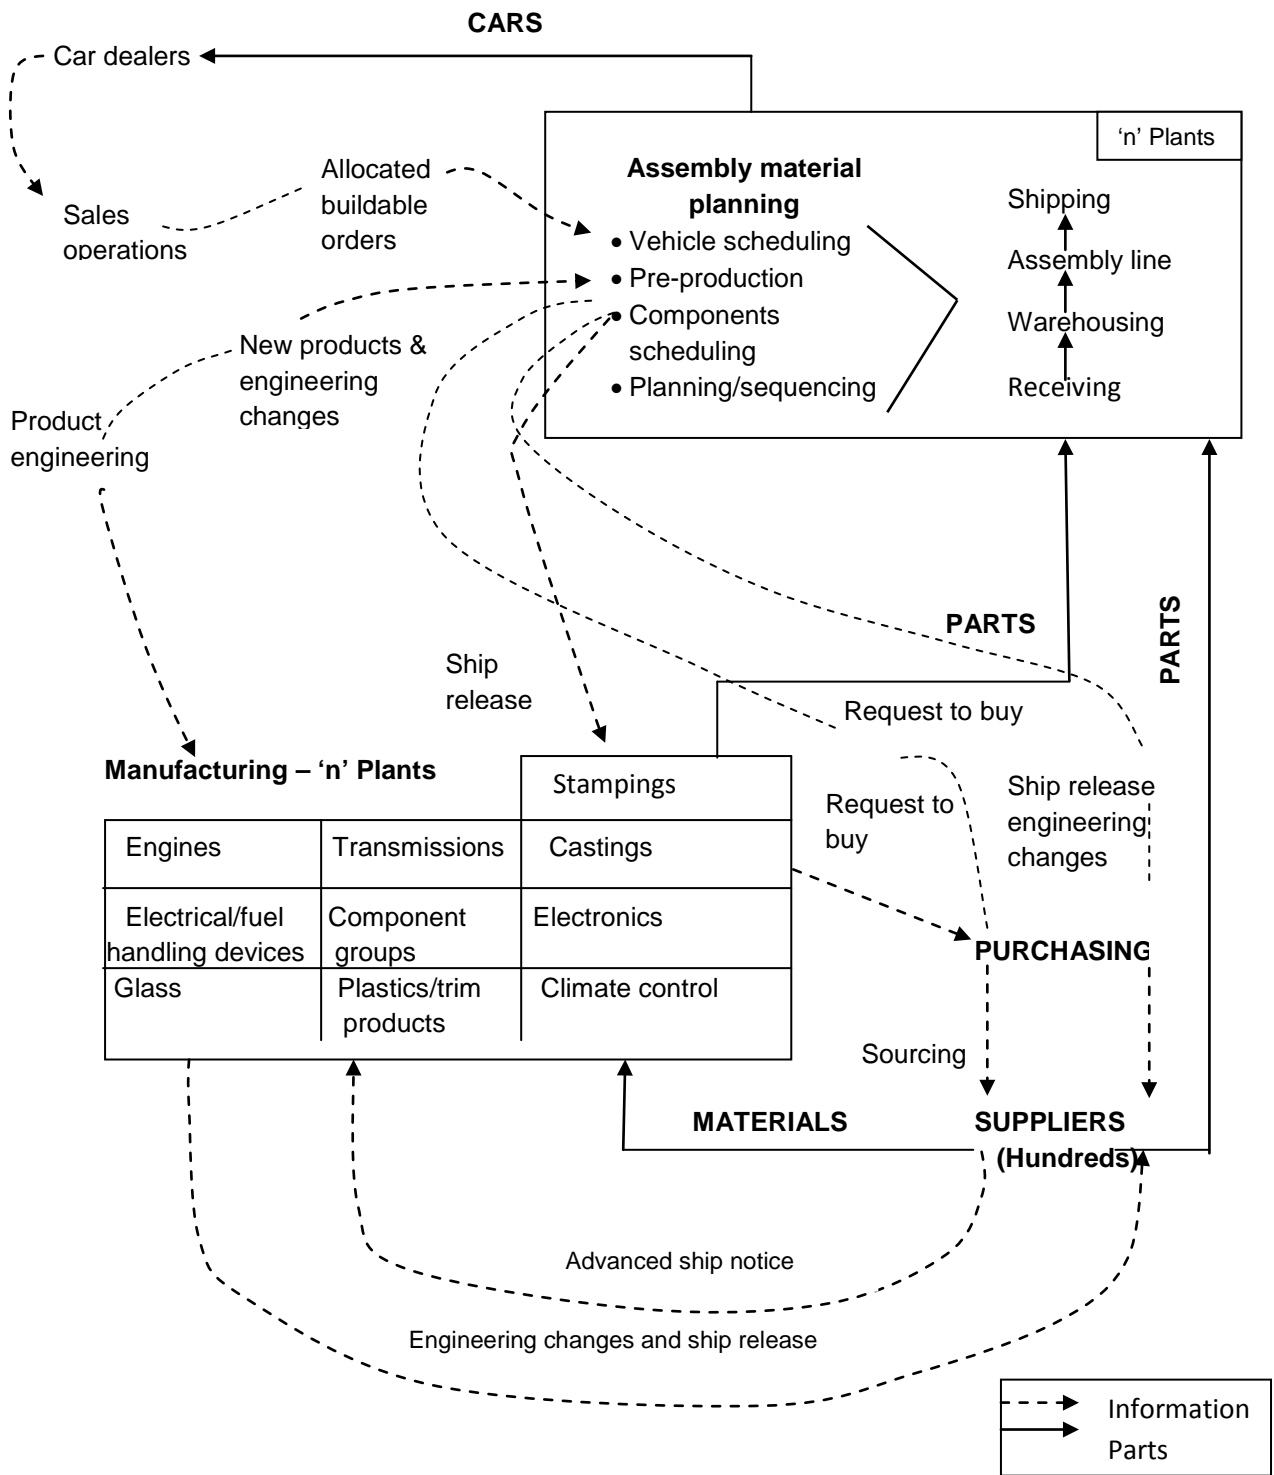 CARS
Car dealers
'n' Plants
Assembly material
planning
• Vehicle scheduling
• Pre-production
• Components
scheduling
• Planning/sequencing
Shipping
Assembly line
Warehousing
Receiving
Allocated
buildable
orders
Sales
operations
New products &
engineering
changes
Product
engineering
PARTS
PARTS
Ship
release
Request to buy
Manufacturing – 'n' Plants
Stampings
Engines
Transmissions
Castings
Electrical/fuel
handling devices
Component
groups
Electronics
Glass
Plastics/trim
products
Climate control
Request to
buy
Ship release
engineering
changes
PURCHASING
Sourcing
MATERIALS
SUPPLIERS
(Hundreds)
Advanced ship notice
Engineering changes and ship release
Information
Parts